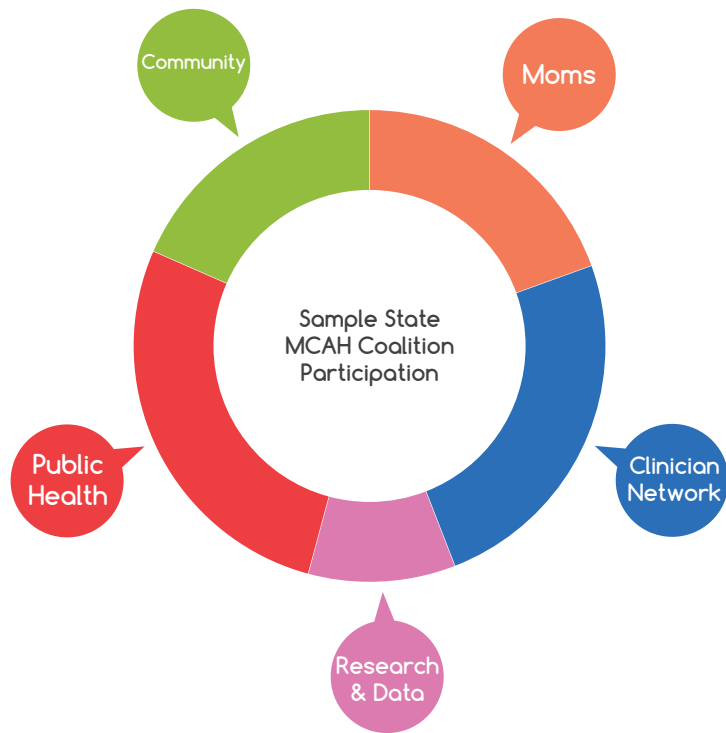 Community
Moms
Sample State
MCAH Coalition
Participation
Public
Health
Clinician
Network
Research
& Data